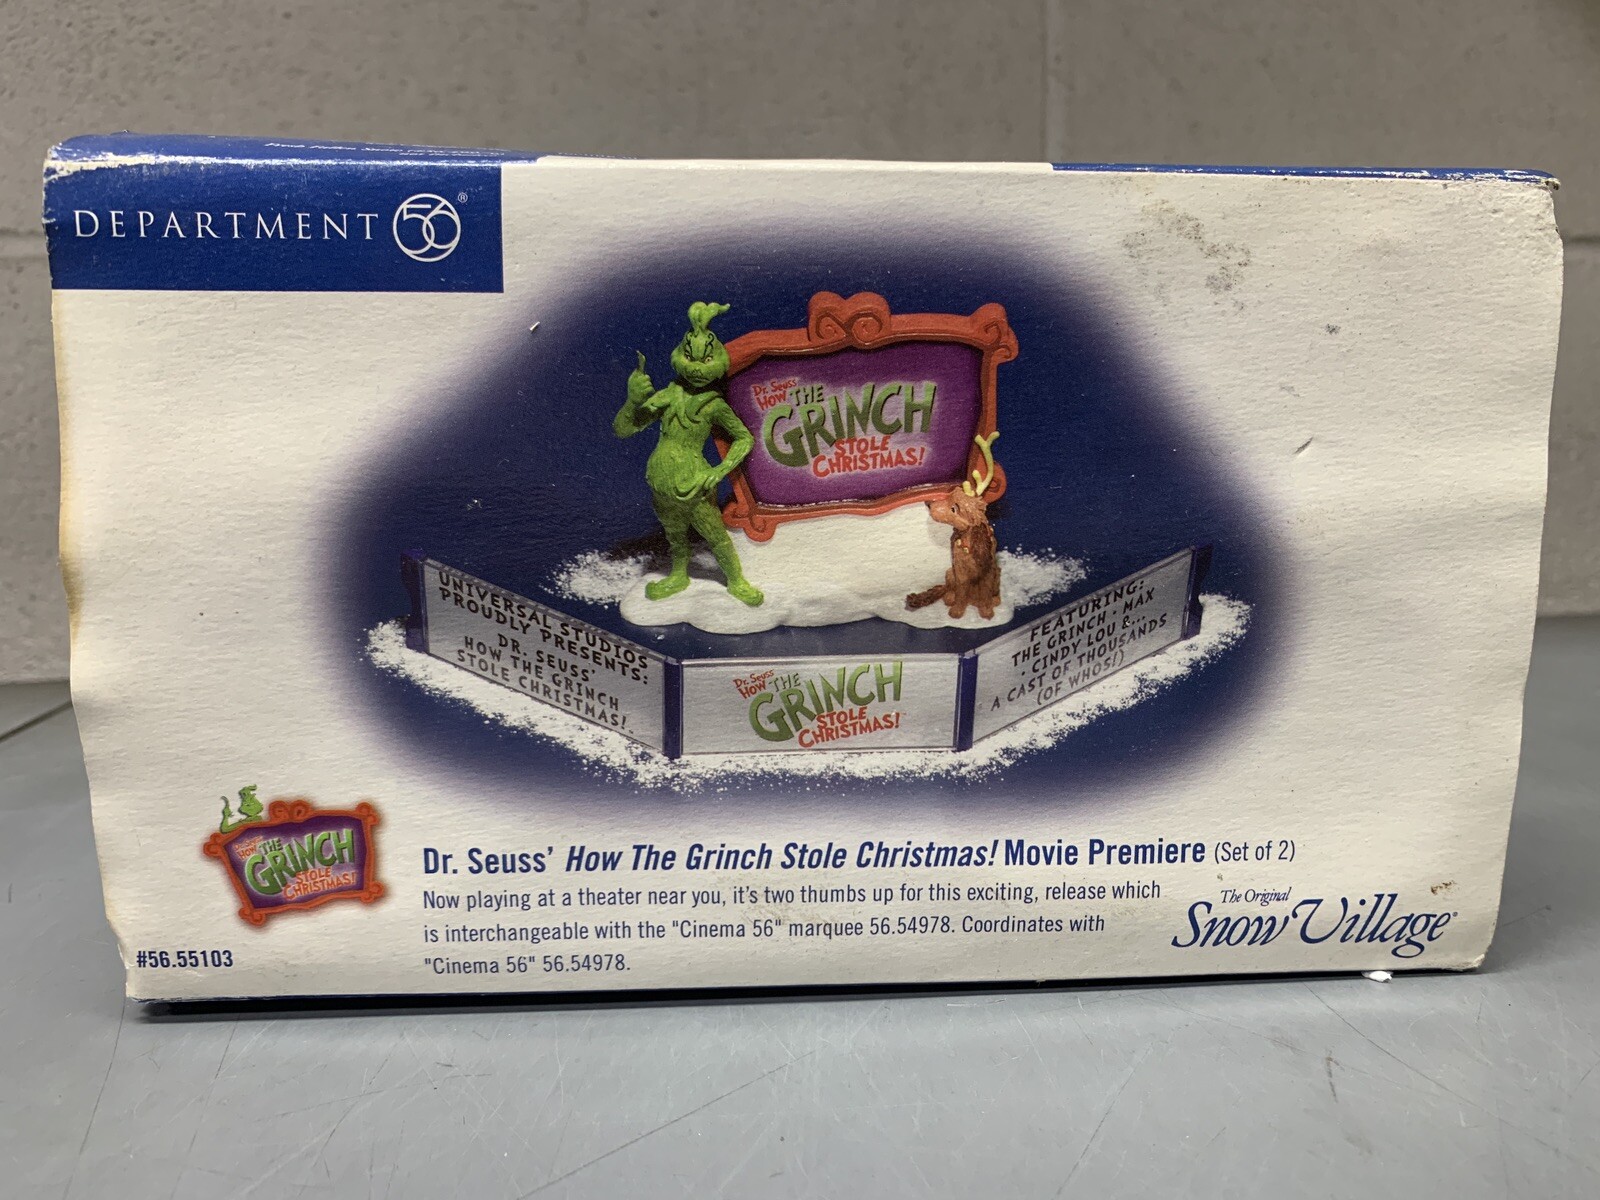 DEPARTMENT 56®
Dr. Seuss
HOW THE
GRINCH
STOLE
CHRISTMAS!
UNIVERSAL STUDIOS
PROUDLY PRESENTS:
DR. SEUSS'
HOW THE GRINCH
STOLE CHRISTMAS!
Dr. Seuss
HOW THE
GRINCH
STOLE
CHRISTMAS!
FEATURING:
THE GRINCH · MAX
· CINDY LOU &...
A CAST OF THOUSANDS
(OF WHOS!)
Dr. Seuss
HOW THE
GRINCH
STOLE
CHRISTMAS!
Dr. Seuss' How The Grinch Stole Christmas! Movie Premiere (Set of 2)
Now playing at a theater near you, it's two thumbs up for this exciting, release which
is interchangeable with the "Cinema 56" marquee 56.54978. Coordinates with
"Cinema 56" 56.54978.
The Original
Snow Village®
#56.55103